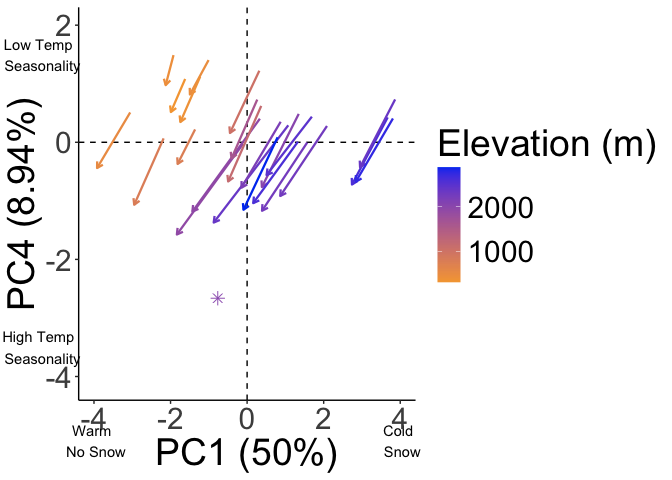 2
Low Temp
Seasonality
0
-2
High Temp
Seasonality
-4
PC4 (8.94%)
-4
-2
0
2
4
Warm
No Snow
PC1 (50%)
Cold
Snow
Elevation (m)
2000
1000